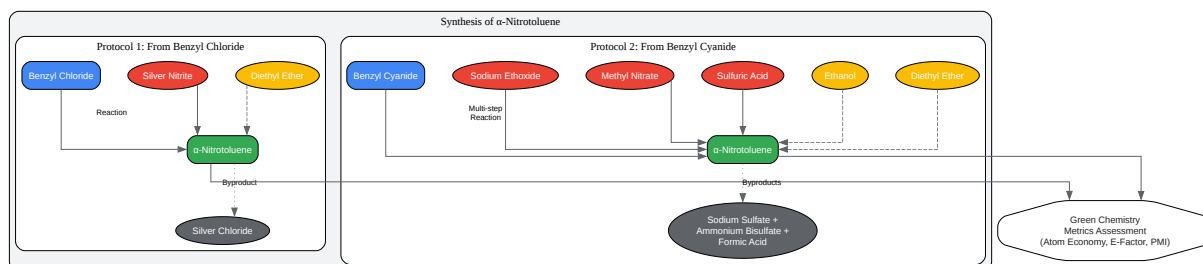 Synthesis of α-Nitrotoluene
Protocol 1: From Benzyl Chloride
Benzyl Chloride
Silver Nitrite
Diethyl Ether
Reaction
α-Nitrotoluene
Byproduct
Silver Chloride
Protocol 2: From Benzyl Cyanide
Benzyl Cyanide
Sodium Ethoxide
Methyl Nitrate
Sulfuric Acid
Ethanol
Diethyl Ether
Multi-step
Reaction
α-Nitrotoluene
Byproducts
Sodium Sulfate +
Ammonium Bisulfate +
Formic Acid
Green Chemistry
Metrics Assessment
(Atom Economy, E-Factor, PMI)